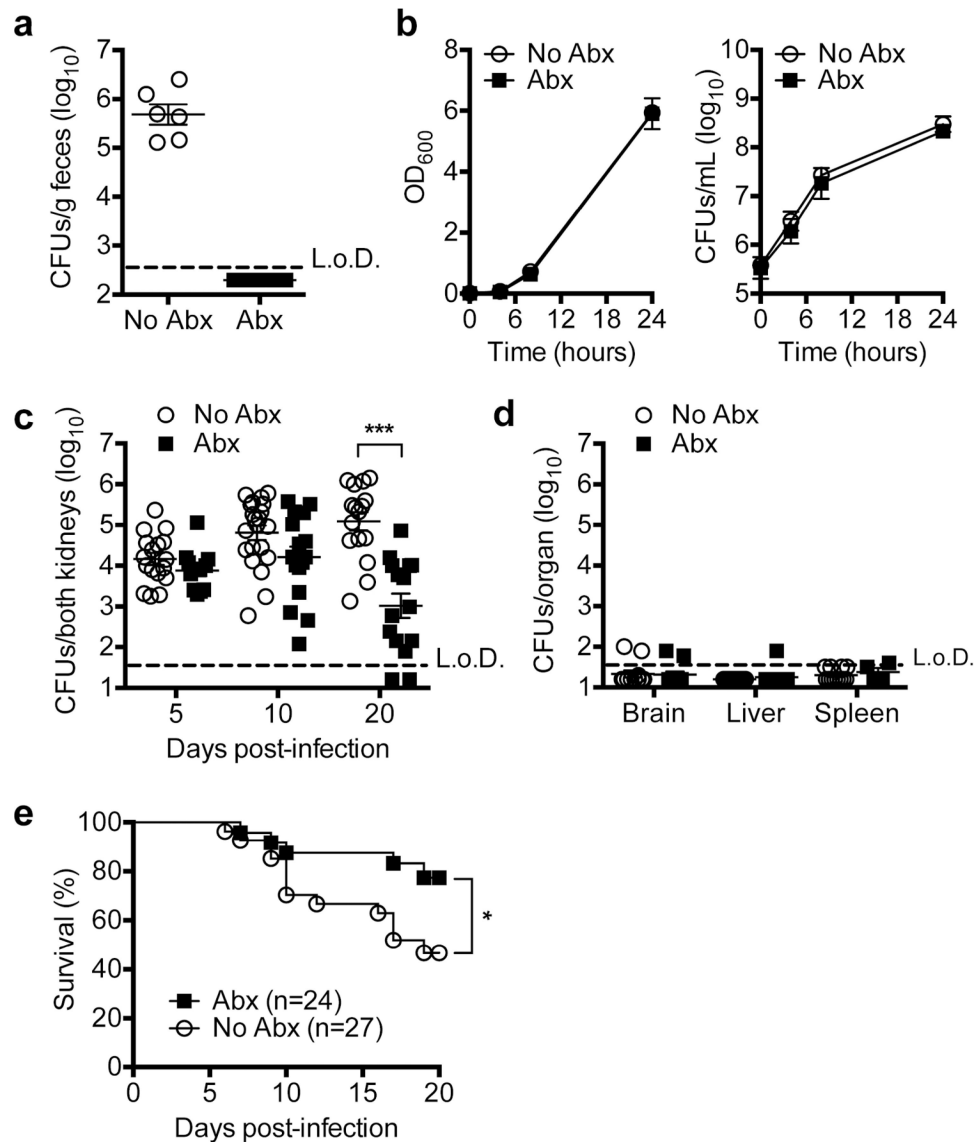 a
CFUs/g feces (log10)
7
6
5
4
3
2
L.o.D.
No Abx Abx
b
No Abx
Abx
OD600
8
6
4
2
0
0 6 12 18 24
Time (hours)
No Abx
Abx
CFUs/mL (log10)
10
9
8
7
6
5
0 6 12 18 24
Time (hours)
c
No Abx
Abx
CFUs/both kidneys (log10)
7
6
5
4
3
2
1
***
L.o.D.
5 10 20
Days post-infection
d
No Abx
Abx
CFUs/organ (log10)
7
6
5
4
3
2
1
L.o.D.
Brain Liver Spleen
e
Survival (%)
100
80
60
40
20
0
*
Abx (n=24)
No Abx (n=27)
0 5 10 15 20
Days post-infection